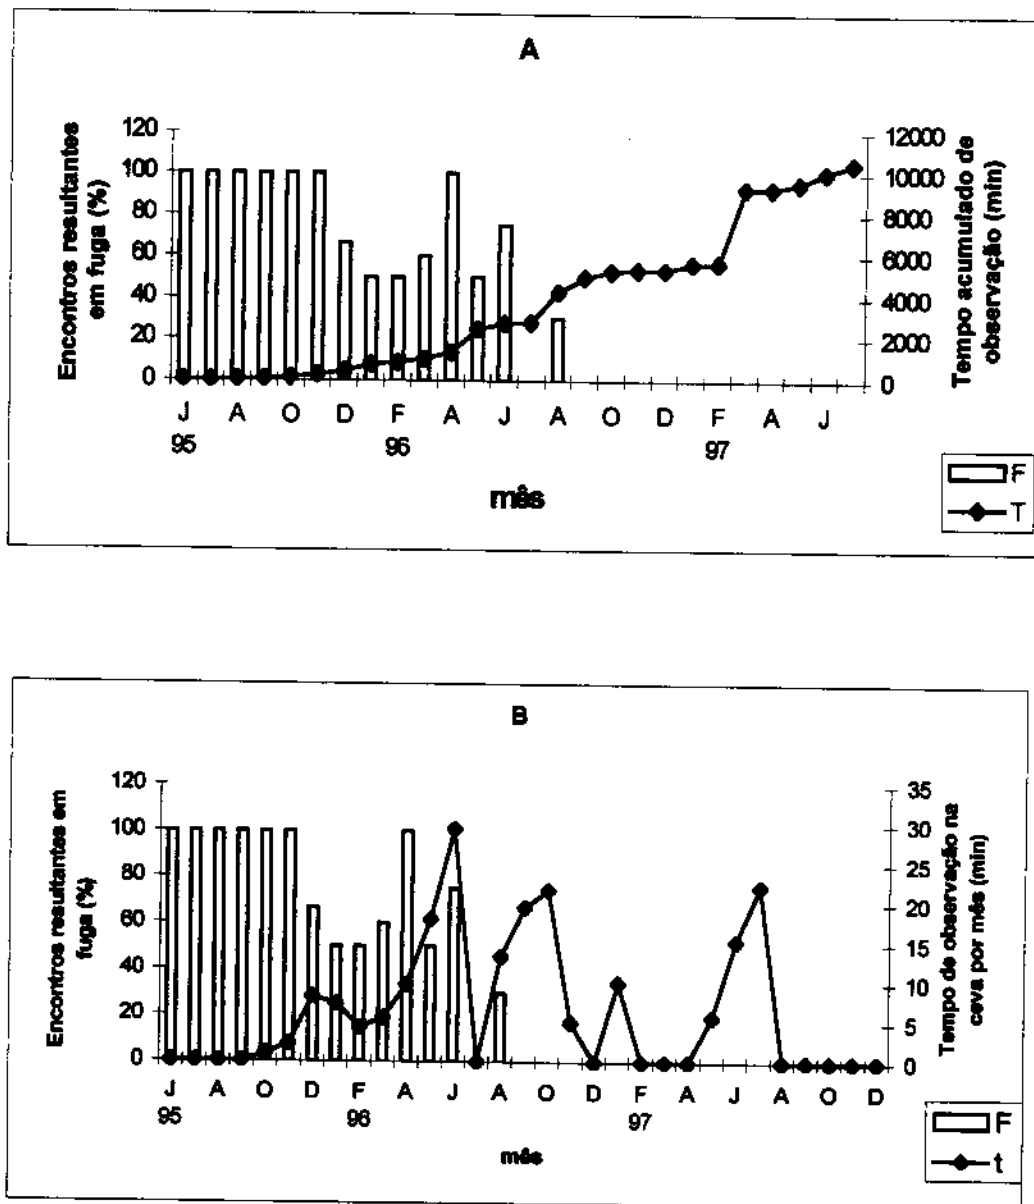 A
Encontros resultantes
em fuga (%)
120
100
80
60
40
20
0
12000
10000
8000
6000
4000
2000
0
Tempo acumulado de
observação (min)
J A O D F A J A O D F A J
95 96 97
mês
F
T
B
Encontros resultantes em
fuga (%)
120
100
80
60
40
20
0
35
30
25
20
15
10
5
0
Tempo de observação na
ceva por mês (min)
J A O D F A J A O D F A J A O D
95 96 97
mês
F
t